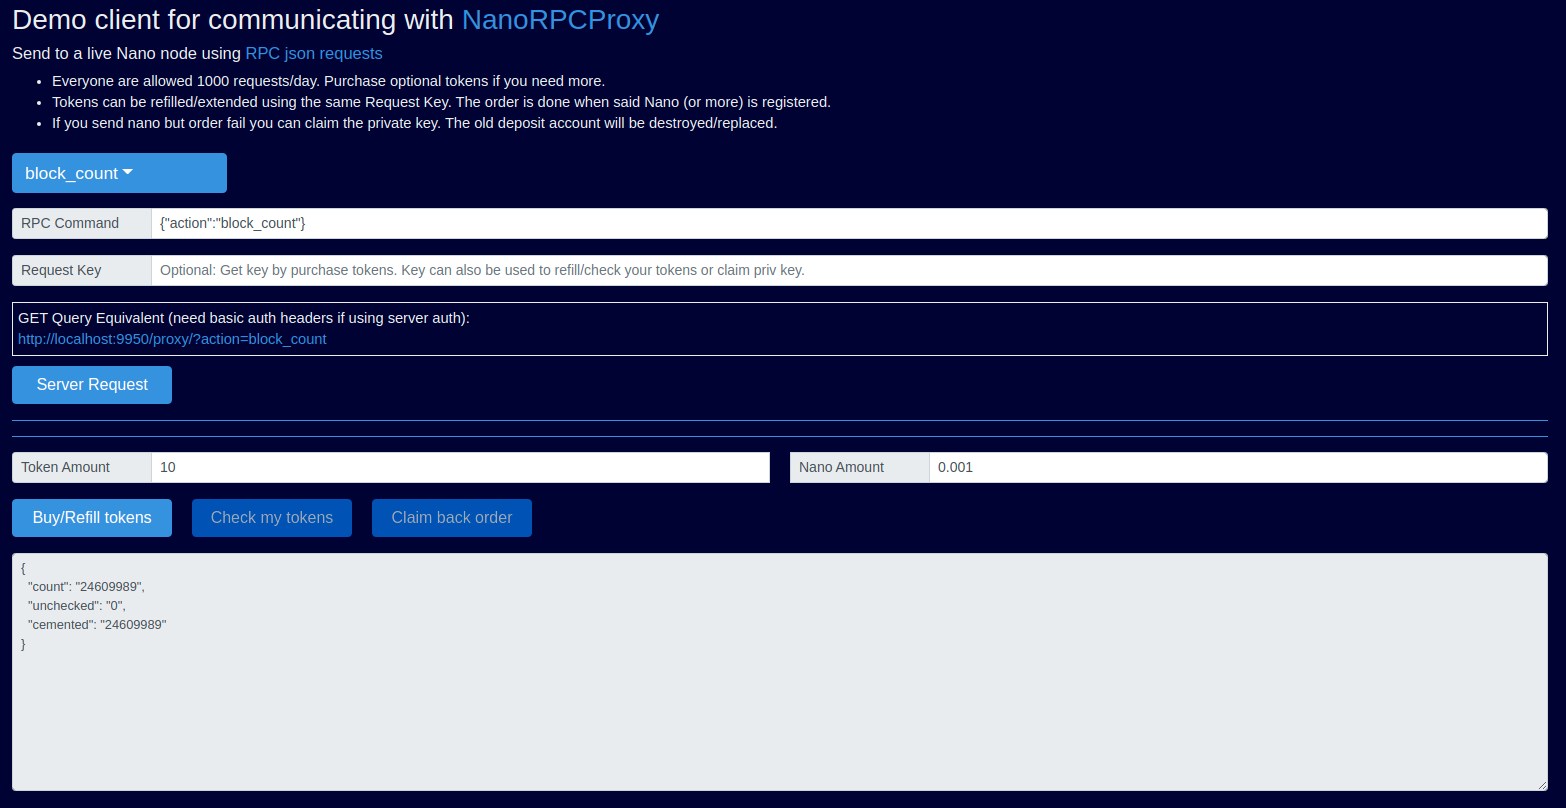 Demo client for communicating with NanoRPCProxy
Send to a live Nano node using RPC json requests
• Everyone are allowed 1000 requests/day. Purchase optional tokens if you need more.
• Tokens can be refilled/extended using the same Request Key. The order is done when said Nano (or more) is registered.
• If you send nano but order fail you can claim the private key. The old deposit account will be destroyed/replaced.
block_count
RPC Command {"action":"block_count"}
Request Key Optional: Get key by purchase tokens. Key can also be used to refill/check your tokens or claim priv key.
GET Query Equivalent (need basic auth headers if using server auth):
http://localhost:9950/proxy/?action=block_count
Server Request
Token Amount 10 Nano Amount 0.001
Buy/Refill tokens Check my tokens Claim back order
{
"count": "24609989",
"unchecked": "0",
"cemented": "24609989"
}